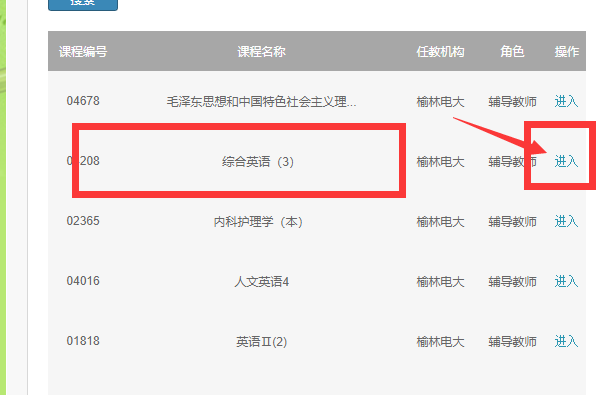 搜索
课程编号 课程名称 任教机构 角色 操作
04678 毛泽东思想和中国特色社会主义理... 榆林电大 辅导教师 进入
208 综合英语（3） 榆林电大 辅导教师 进入
02365 内科护理学（本） 榆林电大 辅导教师 进入
04016 人文英语4 榆林电大 辅导教师 进入
01818 英语Ⅱ(2) 榆林电大 辅导教师 进入